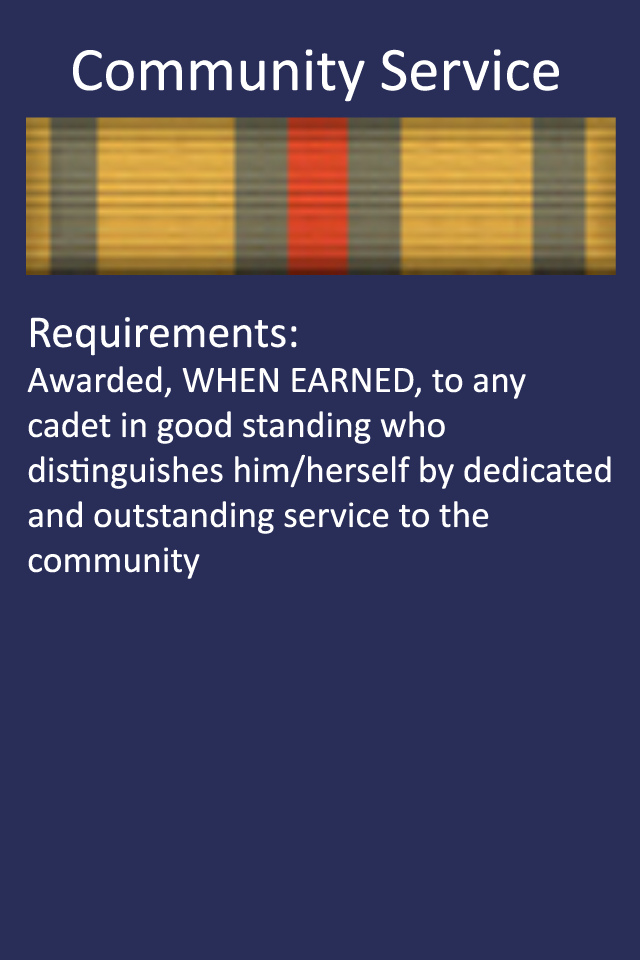 Community Service
Requirements:
Awarded, WHEN EARNED, to any
cadet in good standing who
distinguishes him/herself by dedicated
and outstanding service to the
community